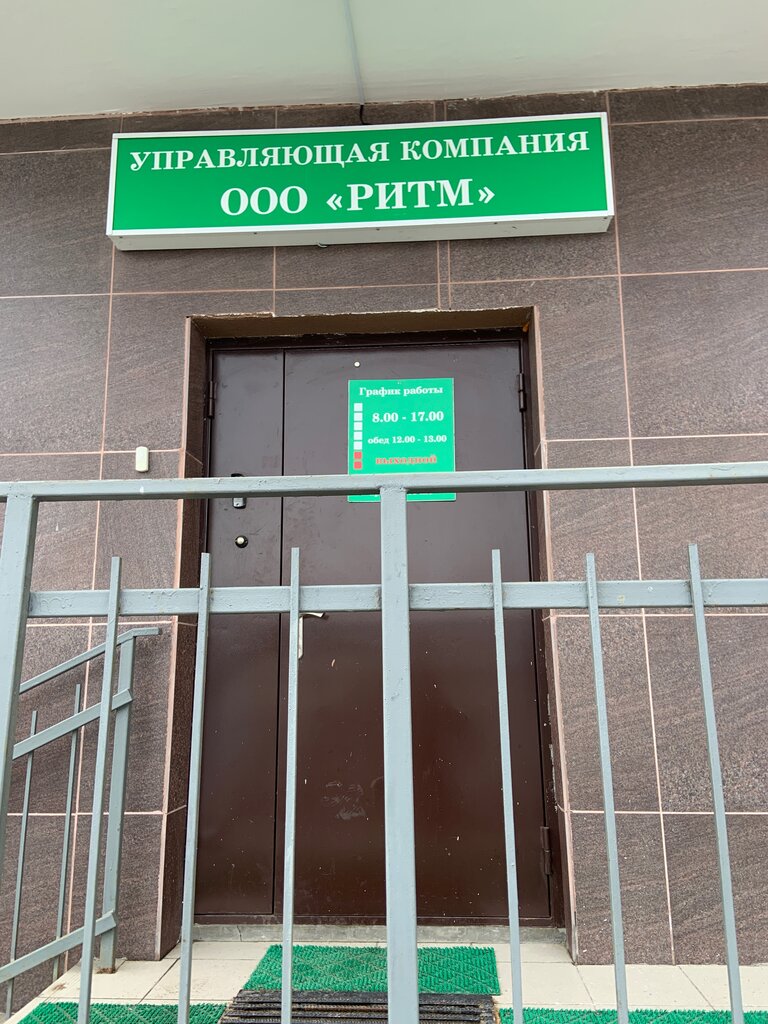 УПРАВЛЯЮЩАЯ КОМПАНИЯ
ООО «РИТМ»
График работы
8.00 - 17.00
обед 12.00 - 13.00
ВЫХОДНОЙ